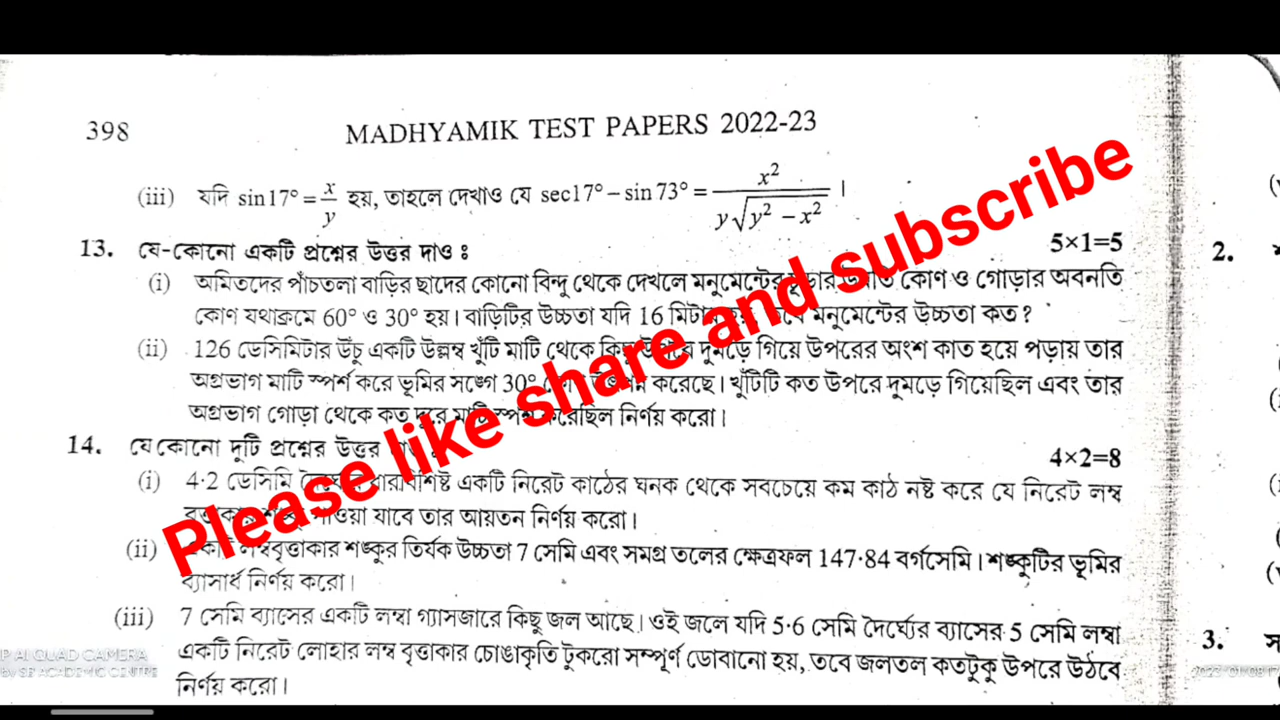 398
MADHYAMIK TEST PAPERS 2022-23
(iii) যদি sin17° = x/y হয়, তাহলে দেখাও যে sec17° – sin 73° = x²/(y√(y² – x²)) ।
13. যে-কোনো একটি প্রশ্নের উত্তর দাও : 5×1=5
(i) অমিতদের পাঁচতলা বাড়ির ছাদের কোনো বিন্দু থেকে দেখলে মনুমেন্টের কোণ ও গোড়ার অবনতি
কোণ যথাক্রমে 60° ও 30° হয়। বাড়িটির উচ্চতা যদি 16 মিটার মনুমেন্টের উচ্চতা কত ?
(ii) 126 ডেসিমিটার উঁচু একটি উল্লম্ব খুঁটি মাটি থেকে কিছু দুমড়ে গিয়ে উপরের অংশ কাত হয়ে পড়ায় তার
অগ্রভাগ মাটি স্পর্শ করে ভূমির সঙ্গে 30° করেছে। খুঁটিটি কত উপরে দুমড়ে গিয়েছিল এবং তার
অগ্রভাগ গোড়া থেকে কত দূরে করেছিল নির্ণয় করো।
14. যে কোনো দুটি প্রশ্নের উত্তর 4×2=8
(i) 4·2 ডেসিমি একটি নিরেট কাঠের ঘনক থেকে সবচেয়ে কম কাঠ নষ্ট করে যে নিরেট লম্ব
যাবে তার আয়তন নির্ণয় করো।
(ii) লম্ববৃত্তাকার শঙ্কুর তির্যক উচ্চতা 7 সেমি এবং সমগ্র তলের ক্ষেত্রফল 147·84 বর্গসেমি। শঙ্কুটির ভূমির
ব্যাসার্ধ নির্ণয় করো।
(iii) 7 সেমি ব্যাসের একটি লম্বা গ্যাসজারে কিছু জল আছে। ওই জলে যদি 5·6 সেমি দৈর্ঘ্যের ব্যাসের 5 সেমি লম্বা
একটি নিরেট লোহার লম্ব বৃত্তাকার চোঙাকৃতি টুকরো সম্পূর্ণ ডোবানো হয়, তবে জলতল কতটুকু উপরে উঠবে
নির্ণয় করো।
Please like share and subscribe
2.
3.
AI QUAD CAMERA